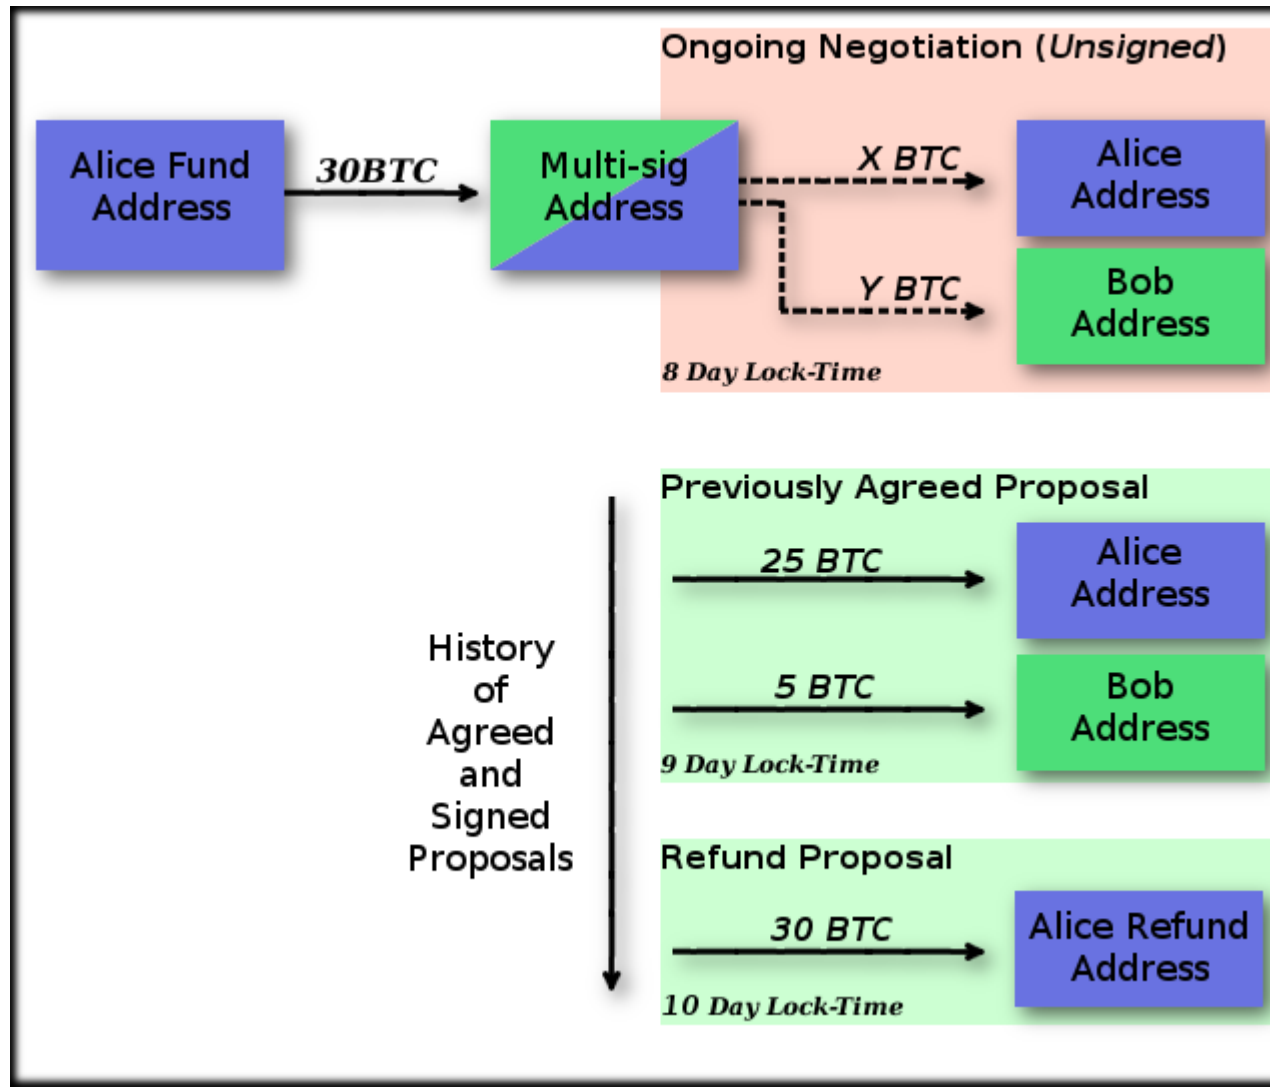 Ongoing Negotiation (Unsigned)
Alice Fund
Address
30BTC
Multi-sig
Address
X BTC
Alice
Address
Y BTC
Bob
Address
8 Day Lock-Time
Previously Agreed Proposal
25 BTC
Alice
Address
5 BTC
Bob
Address
9 Day Lock-Time
History
of
Agreed
and
Signed
Proposals
Refund Proposal
30 BTC
Alice Refund
Address
10 Day Lock-Time